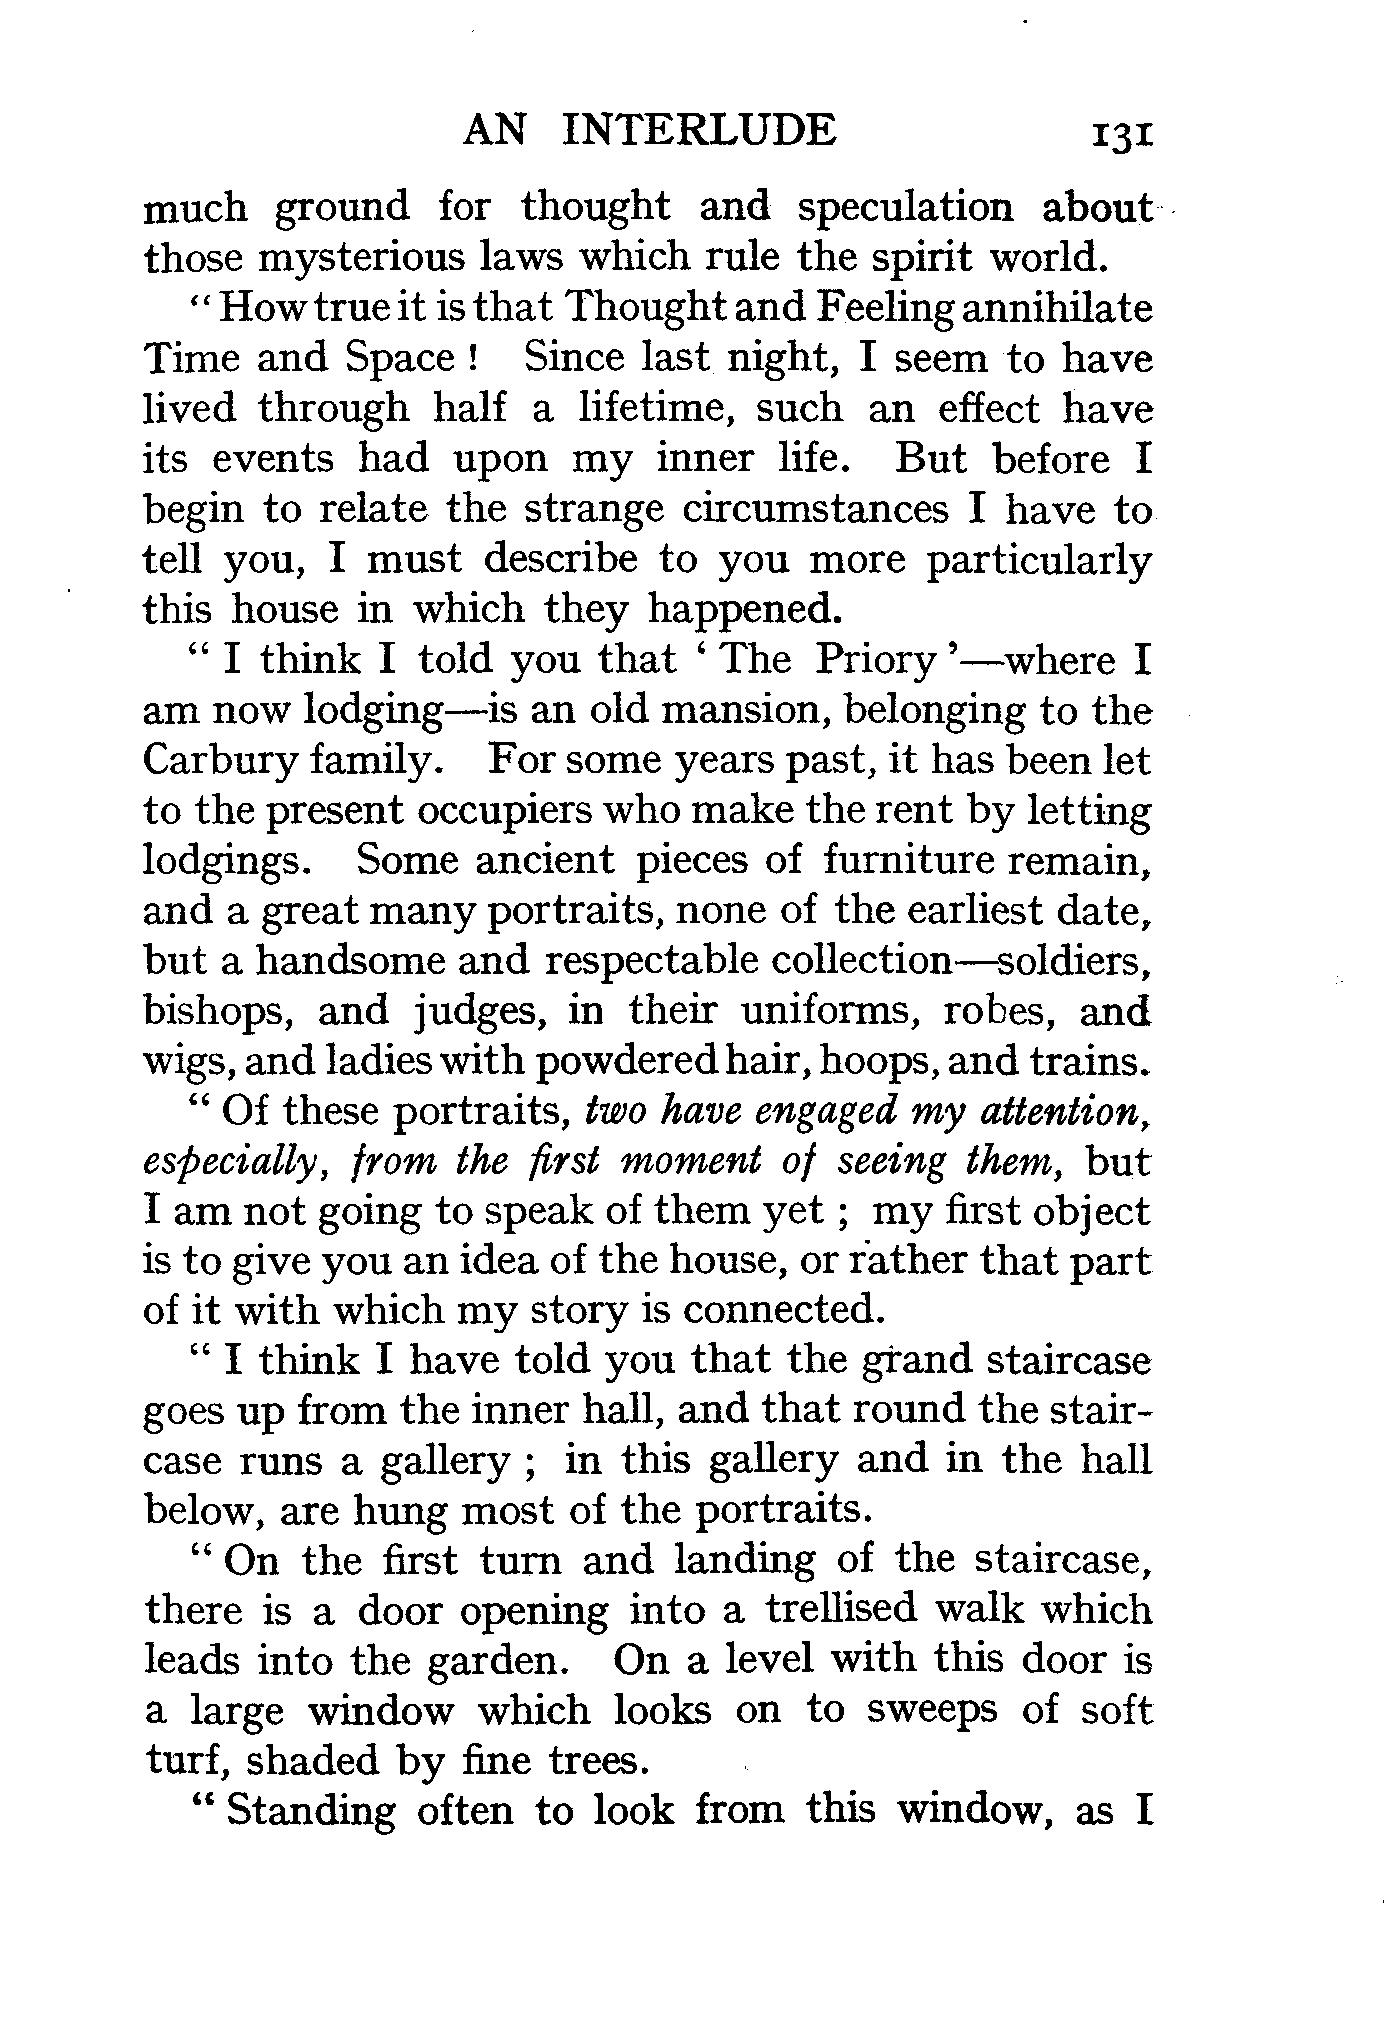 AN INTERLUDE 131
much ground for thought and speculation about
those mysterious laws which rule the spirit world.
“ How true it is that Thought and Feeling annihilate
Time and Space ! Since last night, I seem to have
lived through half a lifetime, such an effect have
its events had upon my inner life. But before I
begin to relate the strange circumstances I have to
tell you, I must describe to you more particularly
this house in which they happened.
“ I think I told you that ‘ The Priory ’—where I
am now lodging—is an old mansion, belonging to the
Carbury family. For some years past, it has been let
to the present occupiers who make the rent by letting
lodgings. Some ancient pieces of furniture remain,
and a great many portraits, none of the earliest date,
but a handsome and respectable collection—soldiers,
bishops, and judges, in their uniforms, robes, and
wigs, and ladies with powdered hair, hoops, and trains.
“ Of these portraits, two have engaged my attention,
especially, from the first moment of seeing them, but
I am not going to speak of them yet ; my first object
is to give you an idea of the house, or rather that part
of it with which my story is connected.
“ I think I have told you that the grand staircase
goes up from the inner hall, and that round the stair-
case runs a gallery ; in this gallery and in the hall
below, are hung most of the portraits.
“ On the first turn and landing of the staircase,
there is a door opening into a trellised walk which
leads into the garden. On a level with this door is
a large window which looks on to sweeps of soft
turf, shaded by fine trees.
“ Standing often to look from this window, as I